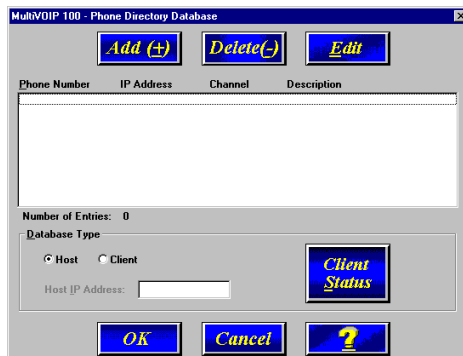 MultiVOIP 100 - Phone Directory Database
Add (+) Delete(-) Edit
Phone Number IP Address Channel Description
Number of Entries: 0
Database Type
Host Client
Host IP Address:
Client
Status
OK Cancel ?